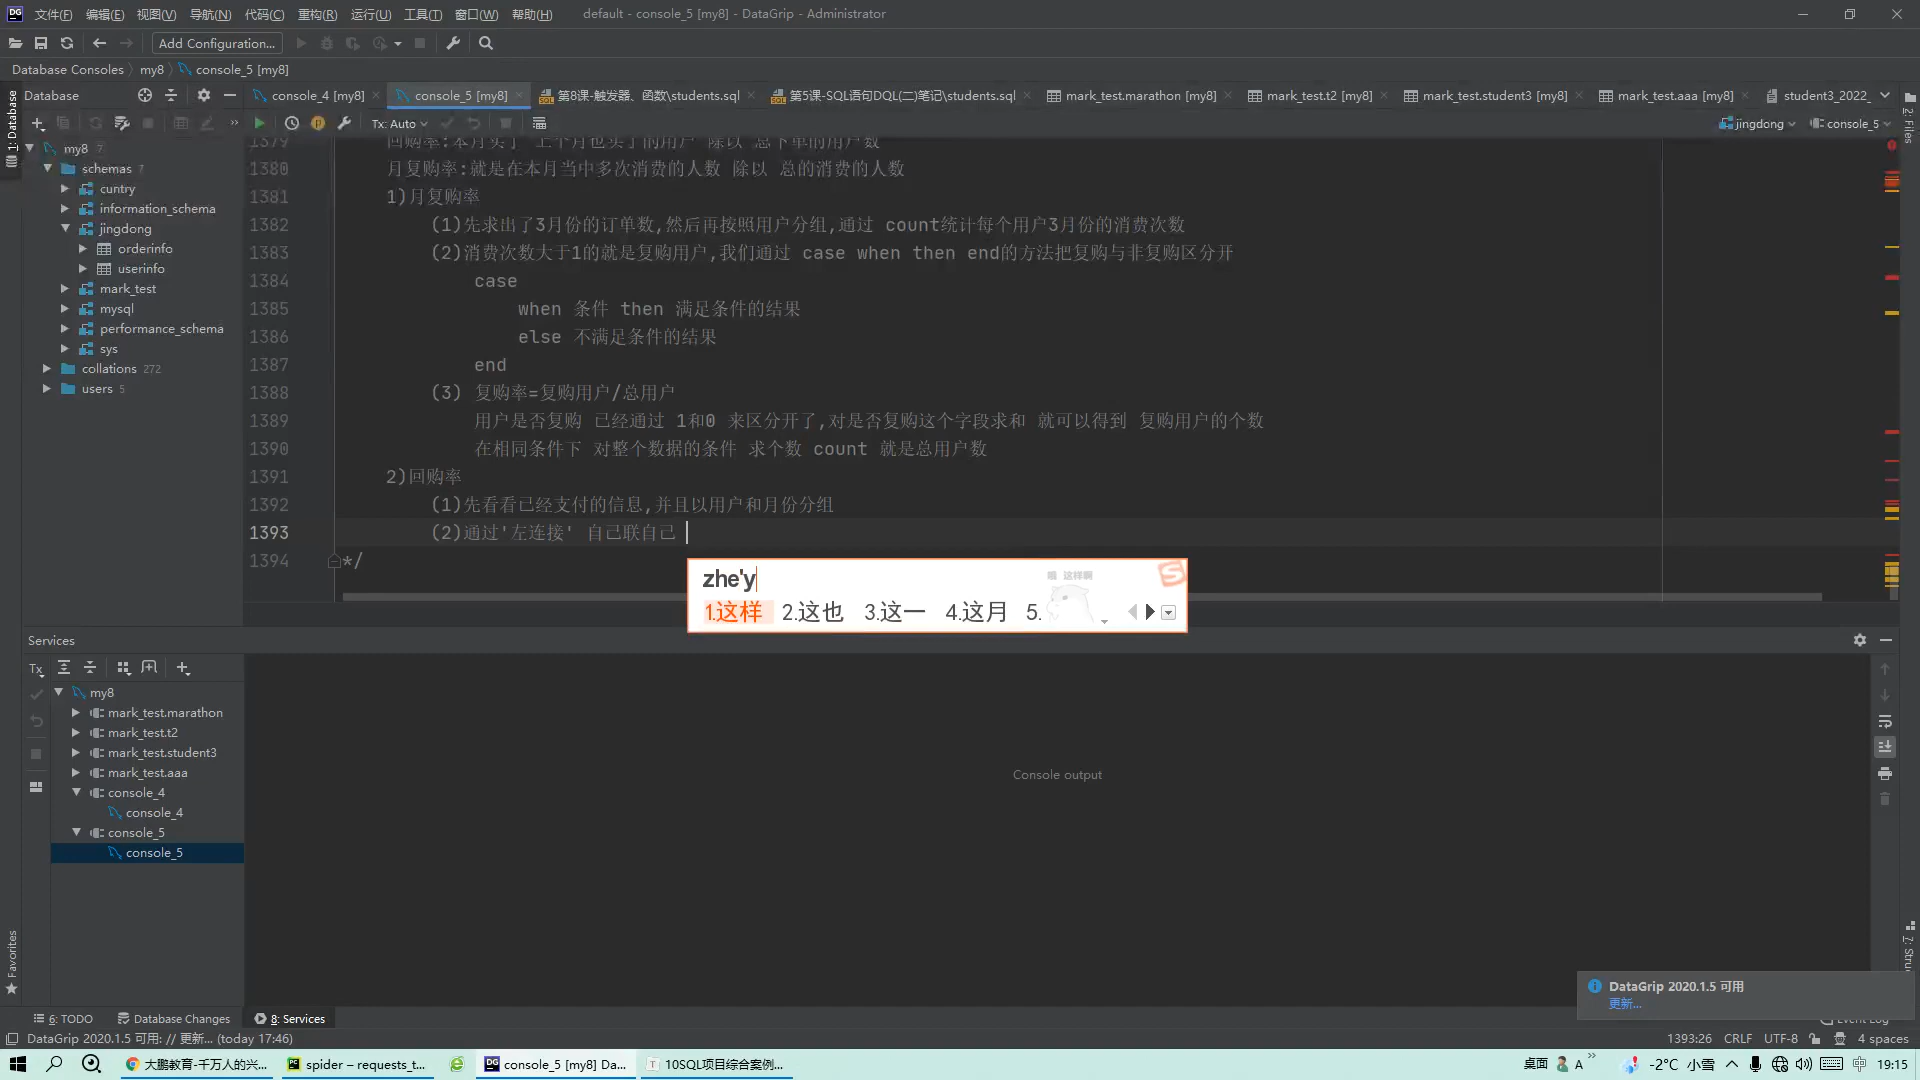 文件(F) 编辑(E) 视图(V) 导航(N) 代码(C) 重构(R) 运行(U) 工具(T) 窗口(W) 帮助(H) default - console_5 [my8] - DataGrip - Administrator
Add Configuration...
Database Consoles my8 console_5 [my8]
Database console_4 [my8] console_5 [my8] 第8课-触发器、函数\students.sql 第5课-SQL语句DQL(二)笔记\students.sql mark_test.marathon [my8] mark_test.t2 [my8] mark_test.student3 [my8] mark_test.aaa [my8] student3_2022_
Tx: Auto jingdong console_5
1: Database
2: Files
my8 7
schemas 7
cuntry
information_schema
jingdong
orderinfo
userinfo
mark_test
mysql
performance_schema
sys
collations 272
users 5
1379 回购率:本月买了 上个月也买了的用户 除以 总下单的用户数
1380 月复购率:就是在本月当中多次消费的人数 除以 总的消费的人数
1381 1)月复购率
1382 (1)先求出了3月份的订单数,然后再按照用户分组,通过 count统计每个用户3月份的消费次数
1383 (2)消费次数大于1的就是复购用户,我们通过 case when then end的方法把复购与非复购区分开
1384 case
1385 when 条件 then 满足条件的结果
1386 else 不满足条件的结果
1387 end
1388 (3) 复购率=复购用户/总用户
1389 用户是否复购 已经通过 1和0 来区分开了,对是否复购这个字段求和 就可以得到 复购用户的个数
1390 在相同条件下 对整个数据的条件 求个数 count 就是总用户数
1391 2)回购率
1392 (1)先看看已经支付的信息,并且以用户和月份分组
1393 (2)通过'左连接' 自己联自己
1394 */
zhe'y
1.这样 2.这也 3.这一 4.这月 5.
嗯 这样啊
Services
Tx
my8
mark_test.marathon
mark_test.t2
mark_test.student3
mark_test.aaa
console_4
console_4
console_5
console_5
Console output
Favorites
7: Stru
DataGrip 2020.1.5 可用
更新...
6: TODO Database Changes 8: Services Event Log
DataGrip 2020.1.5 可用: // 更新... (today 17:46) 1393:26 CRLF UTF-8 4 spaces
大鹏教育-千万人的兴... spider – requests_t... console_5 [my8] Da... 10SQL项目综合案例... 桌面 A -2°C 小雪 中 19:15